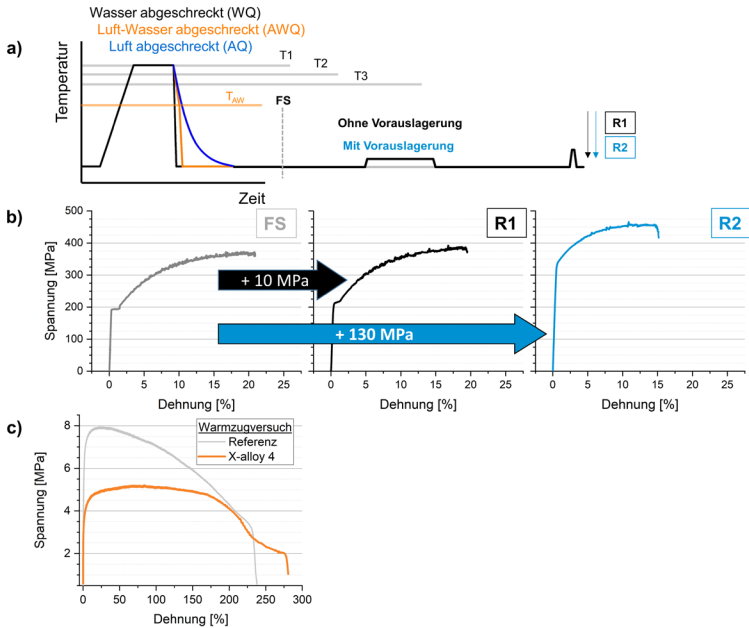 Wasser abgeschreckt (WQ)
Luft-Wasser abgeschreckt (AWQ)
Luft abgeschreckt (AQ)
a)
Temperatur
T1
T2
T3
T_AW
FS
Ohne Vorauslagerung
Mit Vorauslagerung
R1
R2
Zeit
b)
FS
R1
R2
Spannung [MPa]
500
400
300
200
100
0
+ 10 MPa
+ 130 MPa
0 5 10 15 20 25
0 5 10 15 20 25
0 5 10 15 20 25
Dehnung [%]
Dehnung [%]
Dehnung [%]
c)
Spannung [MPa]
8
6
4
2
Warmzugversuch
Referenz
X-alloy 4
0 50 100 150 200 250 300
Dehnung [%]